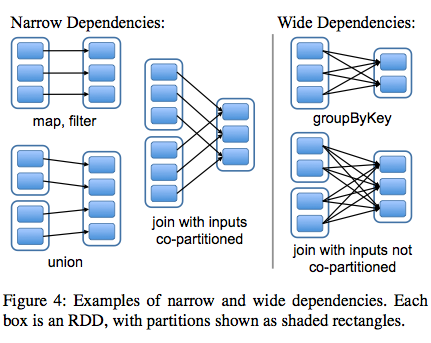 Narrow Dependencies:
Wide Dependencies:
map, filter
union
join with inputs
co-partitioned
groupByKey
join with inputs not
co-partitioned
Figure 4: Examples of narrow and wide dependencies. Each
box is an RDD, with partitions shown as shaded rectangles.